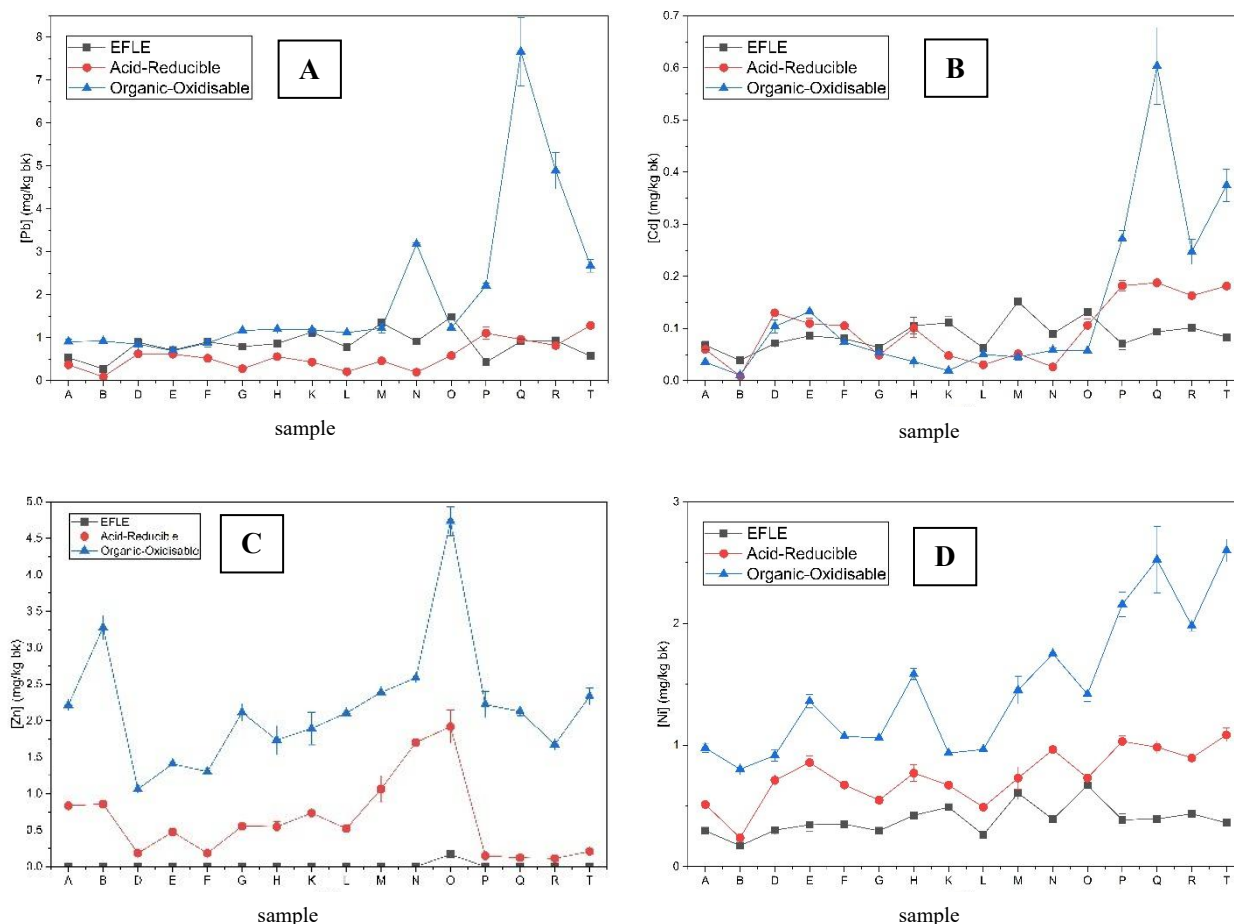 EFLE
Acid-Reducible
Organic-Oxidisable
A
[Pb] (mg/kg bk)
8
7
6
5
4
3
2
1
0
A B D E F G H K L M N O P Q R T
sample
EFLE
Acid-Reducible
Organic-Oxidisable
B
[Cd] (mg/kg bk)
0.7
0.6
0.5
0.4
0.3
0.2
0.1
0.0
A B D E F G H K L M N O P Q R T
sample
EFLE
Acid-Reducible
Organic-Oxidisable
C
[Zn] (mg/kg bk)
5.0
4.5
4.0
3.5
3.0
2.5
2.0
1.5
1.0
0.5
0.0
A B D E F G H K L M N O P Q R T
sample
EFLE
Acid-Reducible
Organic-Oxidisable
D
[Ni] (mg/kg bk)
3
2
1
0
A B D E F G H K L M N O P Q R T
sample